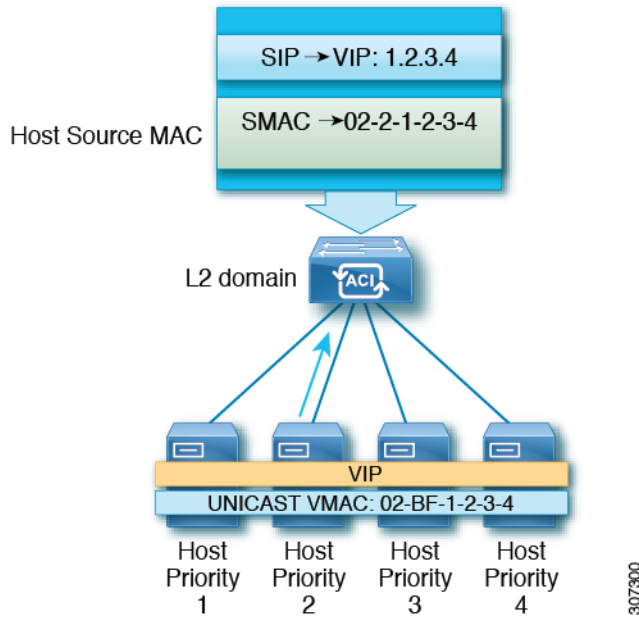 SIP → VIP: 1.2.3.4
SMAC → 02-2-1-2-3-4
Host Source MAC
L2 domain
ACI
VIP
UNICAST VMAC: 02-BF-1-2-3-4
Host Priority 1
Host Priority 2
Host Priority 3
Host Priority 4
307300